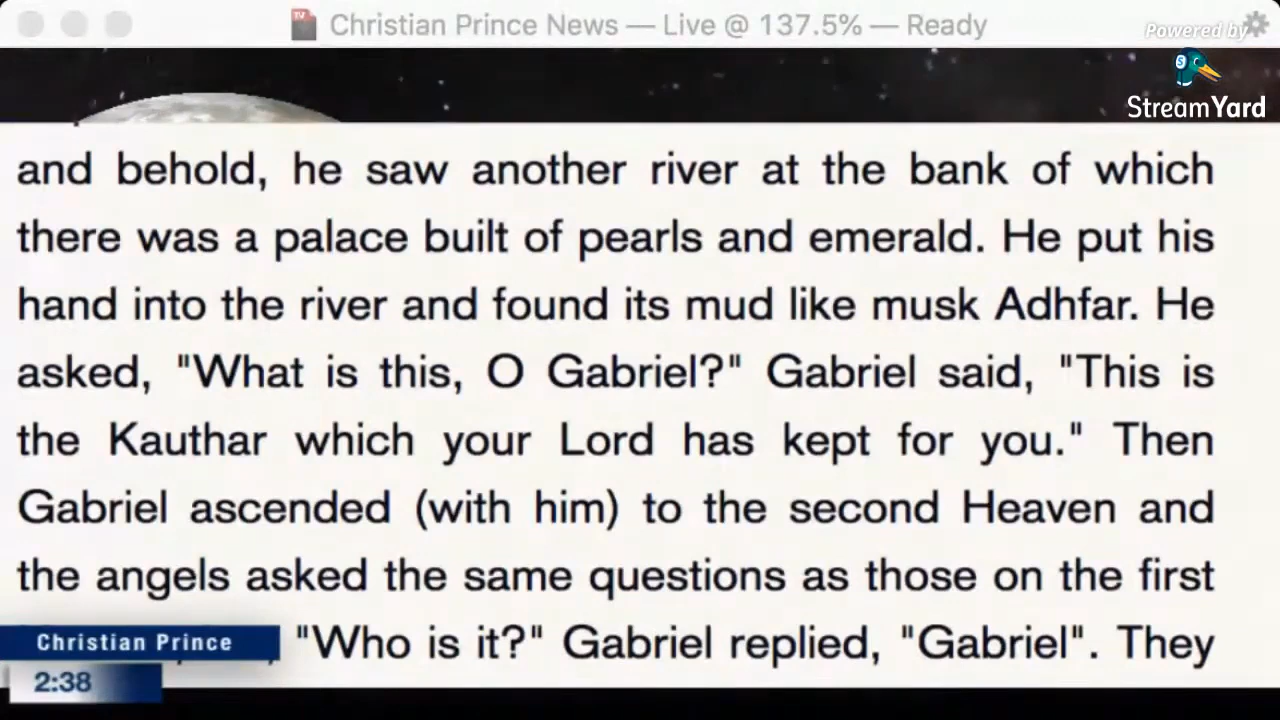 Christian Prince News — Live @ 137.5% — Ready
Powered by
StreamYard
and behold, he saw another river at the bank of which
there was a palace built of pearls and emerald. He put his
hand into the river and found its mud like musk Adhfar. He
asked, "What is this, O Gabriel?" Gabriel said, "This is
the Kauthar which your Lord has kept for you." Then
Gabriel ascended (with him) to the second Heaven and
the angels asked the same questions as those on the first
"Who is it?" Gabriel replied, "Gabriel". They
Christian Prince
2:38